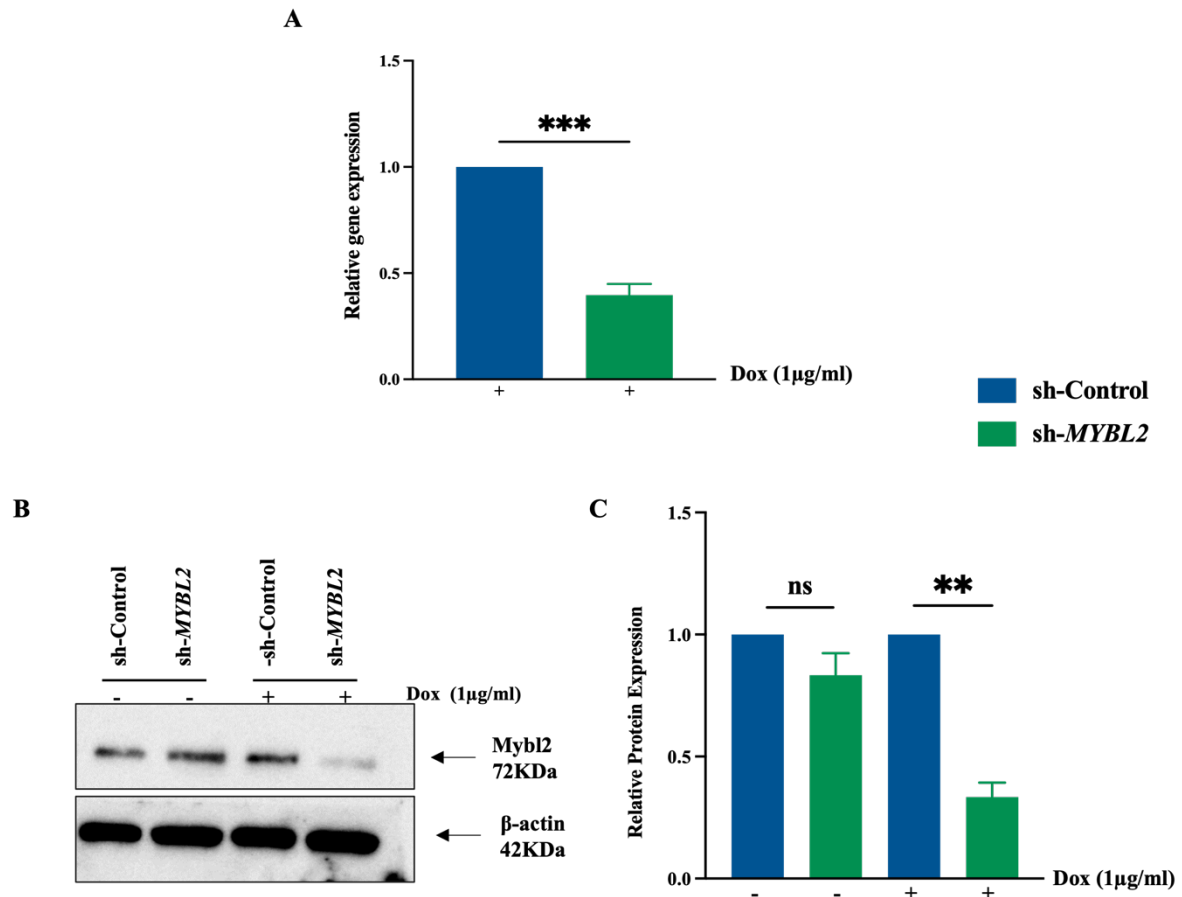 A
1.5
***
1.0
Relative gene expression
0.5
0.0
+ +
Dox (1μg/ml)
sh-Control
sh-MYBL2
B
sh-Control
sh-MYBL2
-sh-Control
sh-MYBL2
- - + +
Dox (1μg/ml)
Mybl2
72KDa
β-actin
42KDa
C
1.5
ns
**
1.0
Relative Protein Expression
0.5
0.0
- - + +
Dox (1μg/ml)